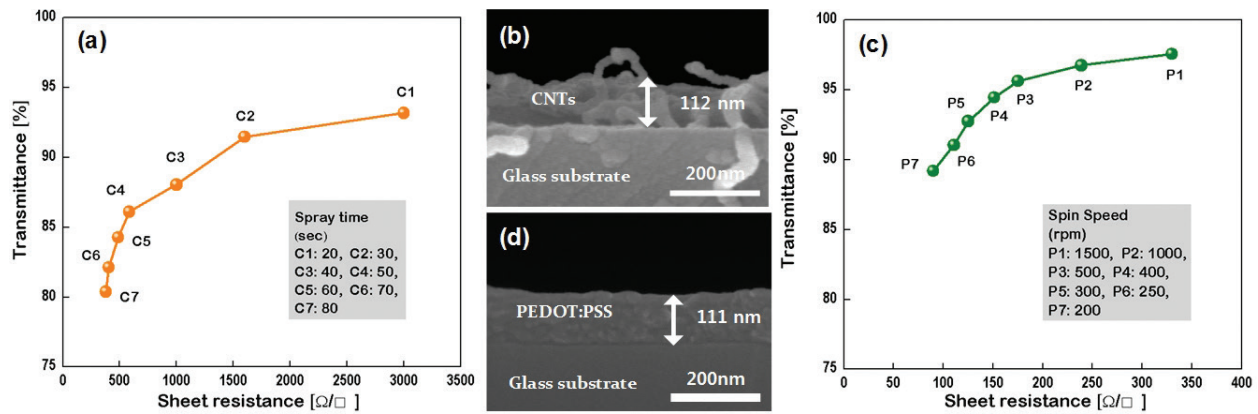 (a)
Transmittance [%]
100
95
90
85
80
75
C1
C2
C3
C4
C5
C6
C7
Spray time
(sec)
C1: 20, C2: 30,
C3: 40, C4: 50,
C5: 60, C6: 70,
C7: 80
0 500 1000 1500 2000 2500 3000 3500
Sheet resistance [Ω/□ ]
(b)
CNTs
112 nm
Glass substrate
200nm
(d)
PEDOT:PSS
111 nm
Glass substrate
200nm
(c)
Transmittance [%]
100
95
90
85
80
75
P1
P2
P3
P4
P5
P6
P7
Spin Speed
(rpm)
P1: 1500, P2: 1000,
P3: 500, P4: 400,
P5: 300, P6: 250,
P7: 200
0 50 100 150 200 250 300 350 400
Sheet resistance [Ω/□ ]